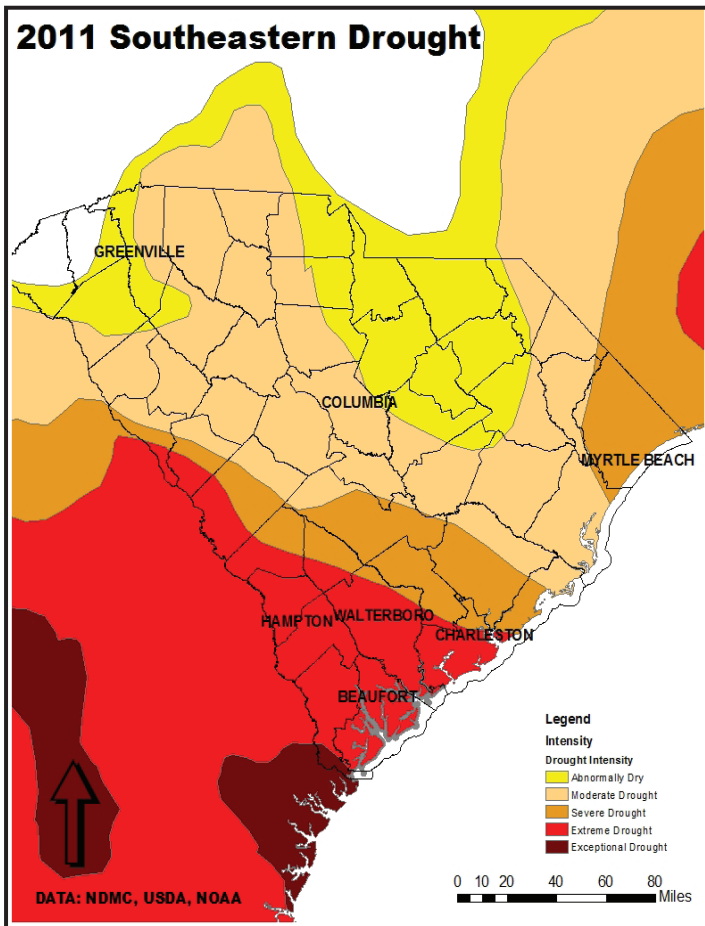 2011 Southeastern Drought
GREENVILLE
COLUMBIA
MYRTLE BEACH
HAMPTON
WALTERBORO
CHARLESTON
BEAUFORT
Legend
Intensity
Drought Intensity
Abnormally Dry
Moderate Drought
Severe Drought
Extreme Drought
Exceptional Drought
0 10 20 40 60 80
Miles
DATA: NDMC, USDA, NOAA